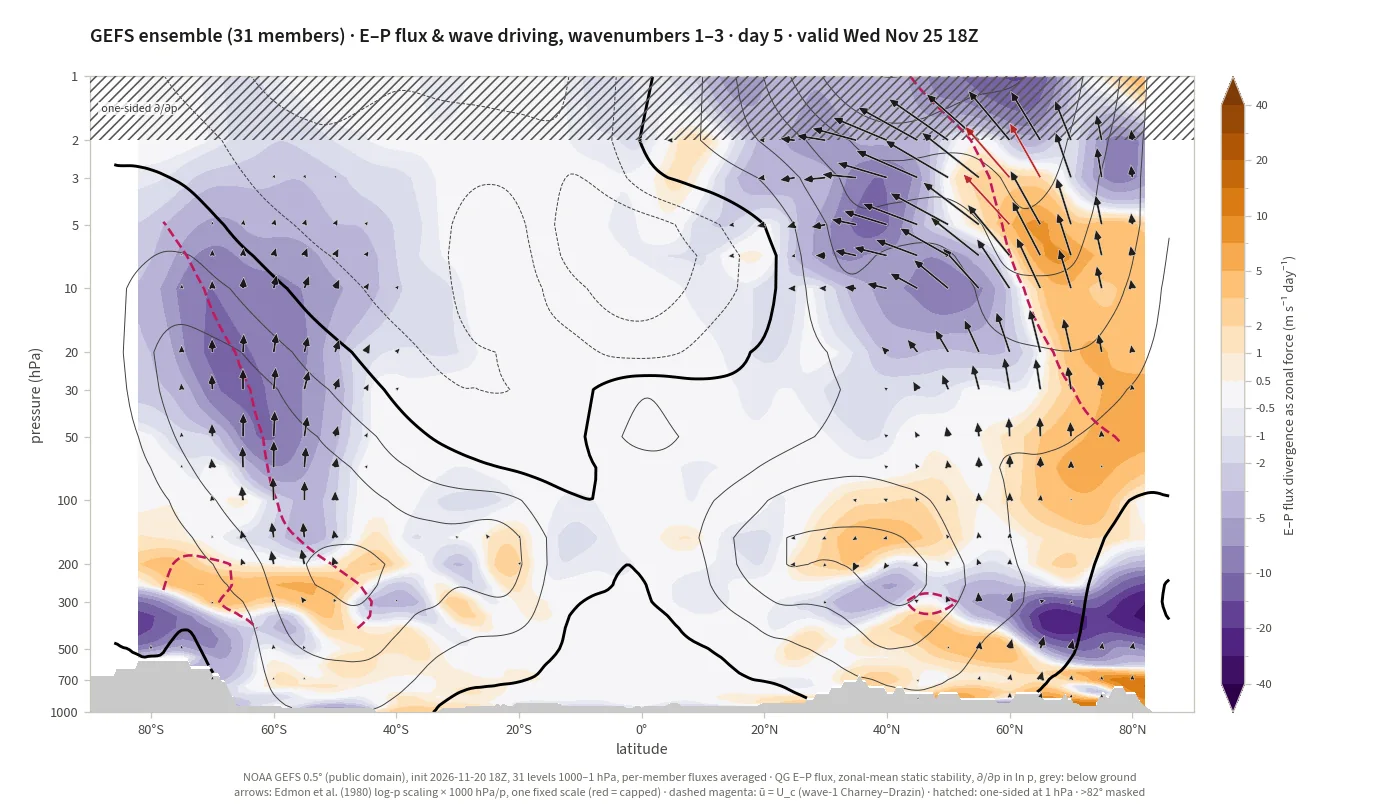 GEFS ensemble (31 members) · E–P flux & wave driving, wavenumbers 1–3 · day 5 · valid Wed Nov 25 18Z
one-sided ∂/∂p
pressure (hPa)
1
2
3
5
10
20
30
50
100
200
300
500
700
1000
80°S
60°S
40°S
20°S
0°
20°N
40°N
60°N
80°N
latitude
40
20
10
5
2
1
0.5
-0.5
-1
-2
-5
-10
-20
-40
E–P flux divergence as zonal force (m s⁻¹ day⁻¹)
NOAA GEFS 0.5° (public domain), init 2026-11-20 18Z, 31 levels 1000–1 hPa, per-member fluxes averaged · QG E–P flux, zonal-mean static stability, ∂/∂p in ln p, grey: below ground
arrows: Edmon et al. (1980) log-p scaling × 1000 hPa/p, one fixed scale (red = capped) · dashed magenta: ū = U_c (wave-1 Charney–Drazin) · hatched: one-sided at 1 hPa · >82° masked